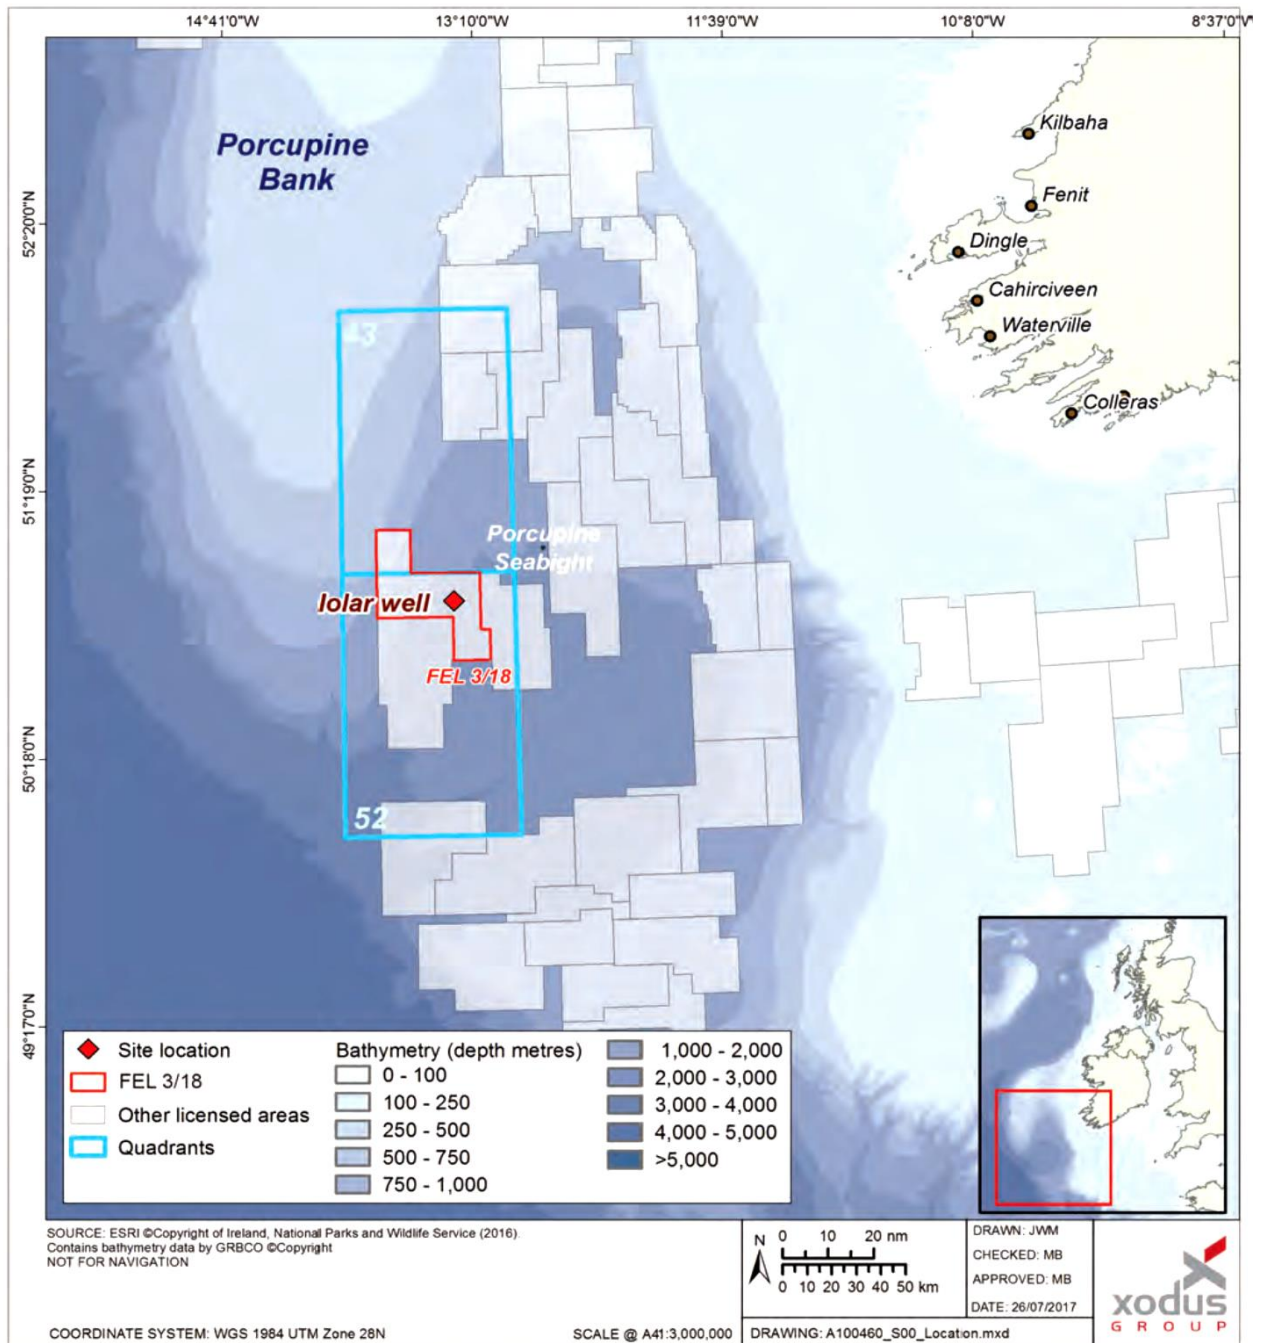 14°41'0"W
13°10'0"W
11°39'0"W
10°8'0"W
8°37'0"W
52°20'0"N
51°19'0"N
50°18'0"N
49°17'0"N
Porcupine
Bank
Kilbaha
Fenit
Dingle
Cahirciveen
Waterville
Colleras
43
Porcupine
Seabight
Iolar well
FEL 3/18
52
Site location
FEL 3/18
Other licensed areas
Quadrants
Bathymetry (depth metres)
0 - 100
100 - 250
250 - 500
500 - 750
750 - 1,000
1,000 - 2,000
2,000 - 3,000
3,000 - 4,000
4,000 - 5,000
>5,000
SOURCE: ESRI ©Copyright of Ireland, National Parks and Wildlife Service (2016).
Contains bathymetry data by GRBCO ©Copyright
NOT FOR NAVIGATION
COORDINATE SYSTEM: WGS 1984 UTM Zone 28N
SCALE @ A41:3,000,000
N
0 10 20 nm
0 10 20 30 40 50 km
DRAWING: A100460_S00_Location.mxd
DRAWN: JWM
CHECKED: MB
APPROVED: MB
DATE: 26/07/2017
xodus
GROUP